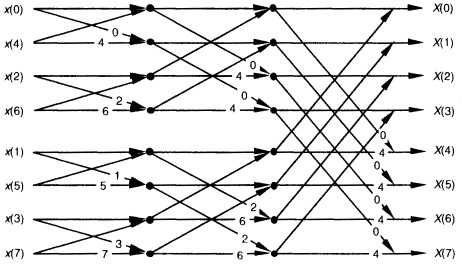 x(0) X(0)
0
x(4) 4 X(1)
0
x(2) 4 X(2)
2 0
x(6) 6 4 X(3)
0
x(1) 4 X(4)
1 0
x(5) 5 4 X(5)
2 0
x(3) 6 4 X(6)
3 2 0
x(7) 7 6 4 X(7)